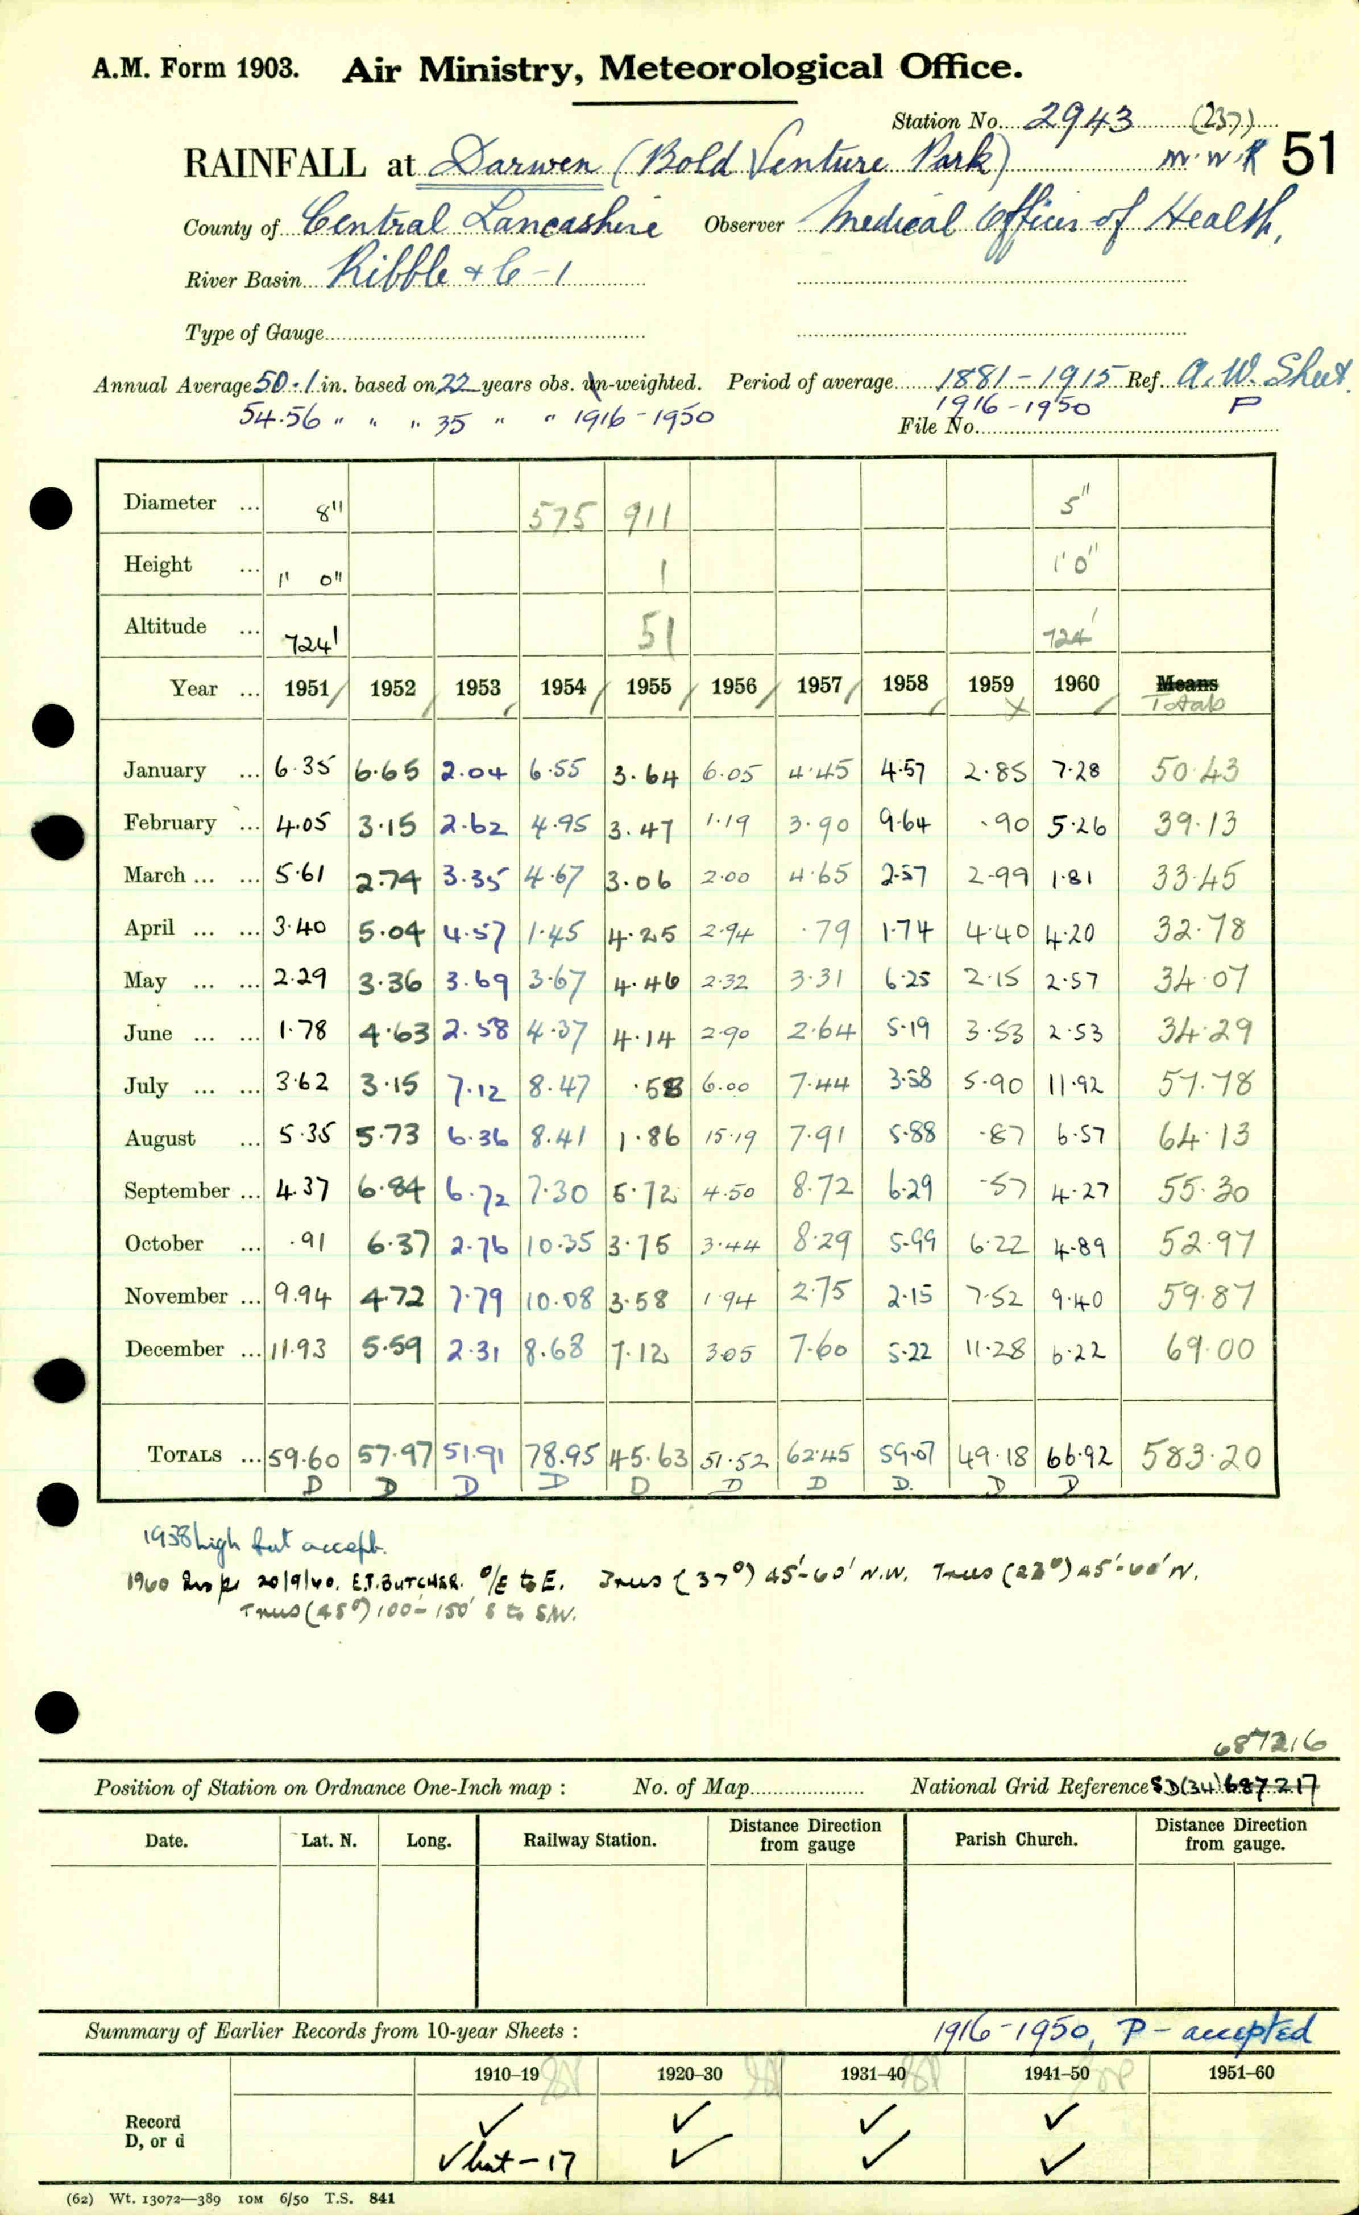 A.M. Form 1903. Air Ministry, Meteorological Office.
Station No. 2943 (237)
RAINFALL at Darwen (Bold Venture Park) M.W.R 51
County of Central Lancashire Observer Medical Officer of Health,
River Basin Ribble & C - 1
Type of Gauge
Annual Average 50.1 in. based on 22 years obs. un-weighted. Period of average 1881-1915 Ref. A.W. Sheet
54.56 " " " 35 " " 1916-1950 1916-1950 P
File No.
Diameter ... 8" 575 911 5"
Height ... 1' 0" 1 1' 0"
Altitude ... 724' 51 724'
Year ... 1951 1952 1953 1954 1955 1956 1957 1958 1959 1960 Means Totals
January ... 6.35 6.65 2.04 6.55 3.64 6.05 4.45 4.57 2.85 7.28 50.43
February ... 4.05 3.15 2.62 4.95 3.47 1.19 3.90 9.64 .90 5.26 39.13
March ... ... 5.61 2.74 3.35 4.67 3.06 2.00 4.65 2.57 2.99 1.81 33.45
April ... ... 3.40 5.04 4.57 1.45 4.25 2.94 .79 1.74 4.40 4.20 32.78
May ... ... 2.29 3.36 3.69 3.67 4.46 2.32 3.31 6.25 2.15 2.57 34.07
June ... ... 1.78 4.63 2.58 4.37 4.14 2.90 2.64 5.19 3.53 2.53 34.29
July ... ... 3.62 3.15 7.12 8.47 .58 6.00 7.44 3.58 5.90 11.92 57.78
August ... 5.35 5.73 6.36 8.41 1.86 15.19 7.91 5.88 .87 6.57 64.13
September ... 4.37 6.84 6.72 7.30 5.72 4.50 8.72 6.29 .57 4.27 55.30
October ... .91 6.37 2.76 10.35 3.75 3.44 8.29 5.99 6.22 4.89 52.97
November ... 9.94 4.72 7.79 10.08 3.58 1.94 2.75 2.15 7.52 9.40 59.87
December ... 11.93 5.59 2.31 8.68 7.12 3.05 7.60 5.22 11.28 6.22 69.00
TOTALS ... 59.60 57.97 51.91 78.95 45.63 51.52 62.45 59.07 49.18 66.92 583.20
D D D D D D D D. D D
1938 high but accept.
1960 Insp 20/9/60. E.T. BUTCHER. O/E to E. Trees (37°) 45'-60' N.W. Trees (23°) 45'-60' N.
Trees (45°) 100'-150' S to SW.
687216
Position of Station on Ordnance One-Inch map : No. of Map National Grid Reference SD(34) 687217
Date. Lat. N. Long. Railway Station. Distance from Direction gauge Parish Church. Distance from Direction gauge.
Summary of Earlier Records from 10-year Sheets : 1916-1950, P - accepted
1910-19 1920-30 1931-40 1941-50 1951-60
Record ✓ ✓ ✓ ✓
D, or d ✓ but - 17 ✓ ✓ ✓
(62) Wt. 13072—389 10M 6/50 T.S. 841